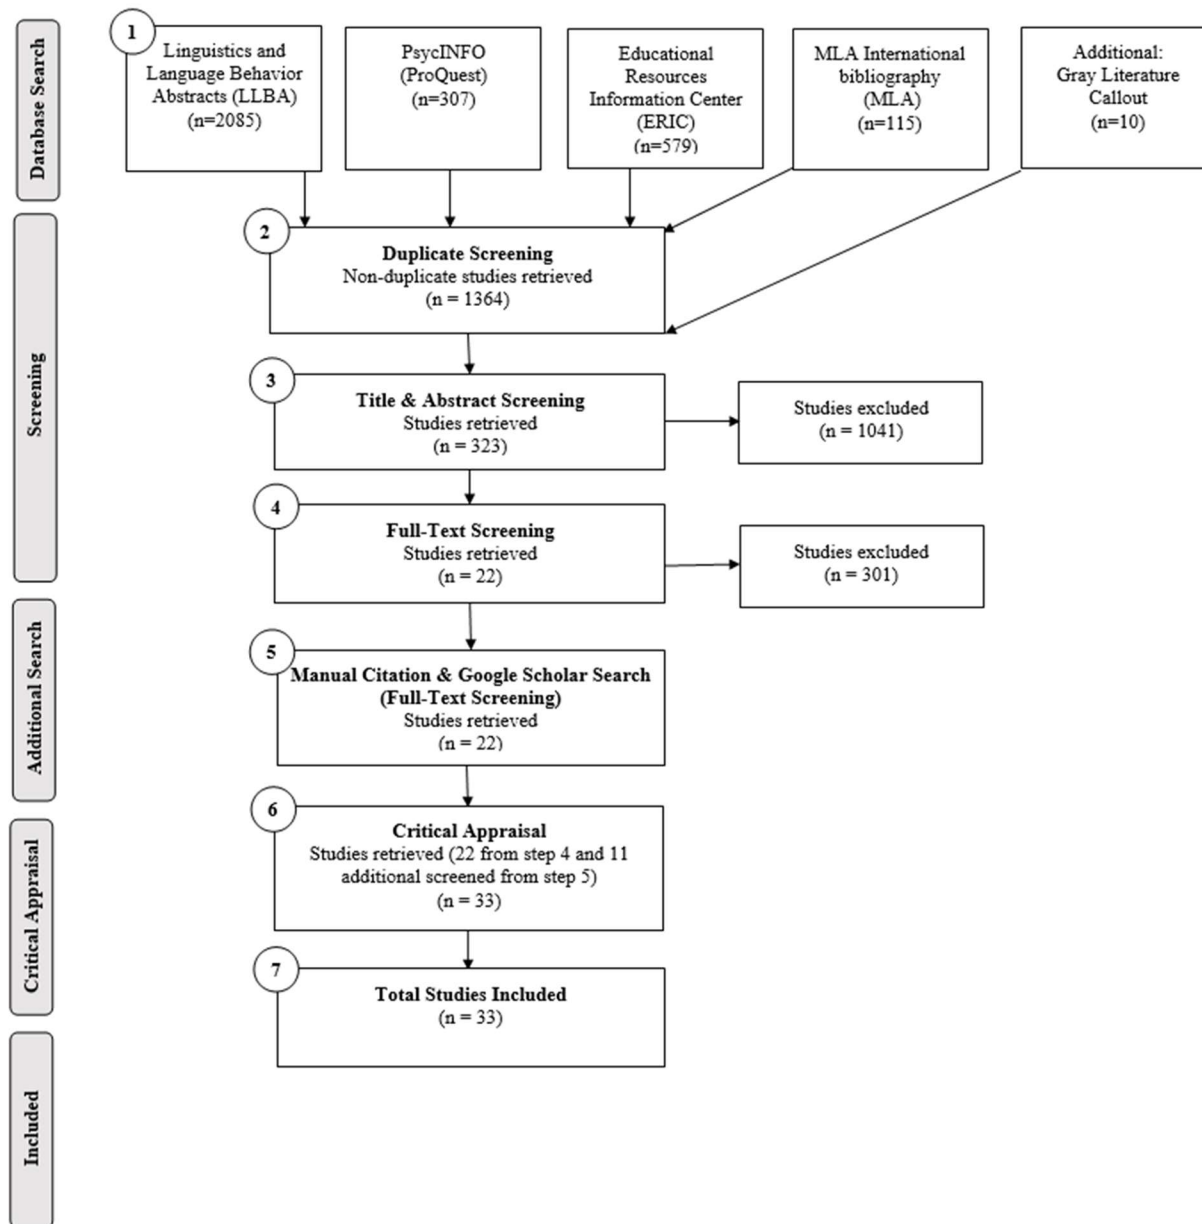 Database Search
1
Linguistics and
Language Behavior
Abstracts (LLBA)
(n=2085)
PsycINFO
(ProQuest)
(n=307)
Educational
Resources
Information Center
(ERIC)
(n=579)
MLA International
bibliography
(MLA)
(n=115)
Additional:
Gray Literature
Callout
(n=10)
Screening
2
Duplicate Screening
Non-duplicate studies retrieved
(n = 1364)
3
Title & Abstract Screening
Studies retrieved
(n = 323)
Studies excluded
(n = 1041)
4
Full-Text Screening
Studies retrieved
(n = 22)
Studies excluded
(n = 301)
Additional Search
5
Manual Citation & Google Scholar Search
(Full-Text Screening)
Studies retrieved
(n = 22)
Critical Appraisal
6
Critical Appraisal
Studies retrieved (22 from step 4 and 11
additional screened from step 5)
(n = 33)
7
Total Studies Included
(n = 33)
Included